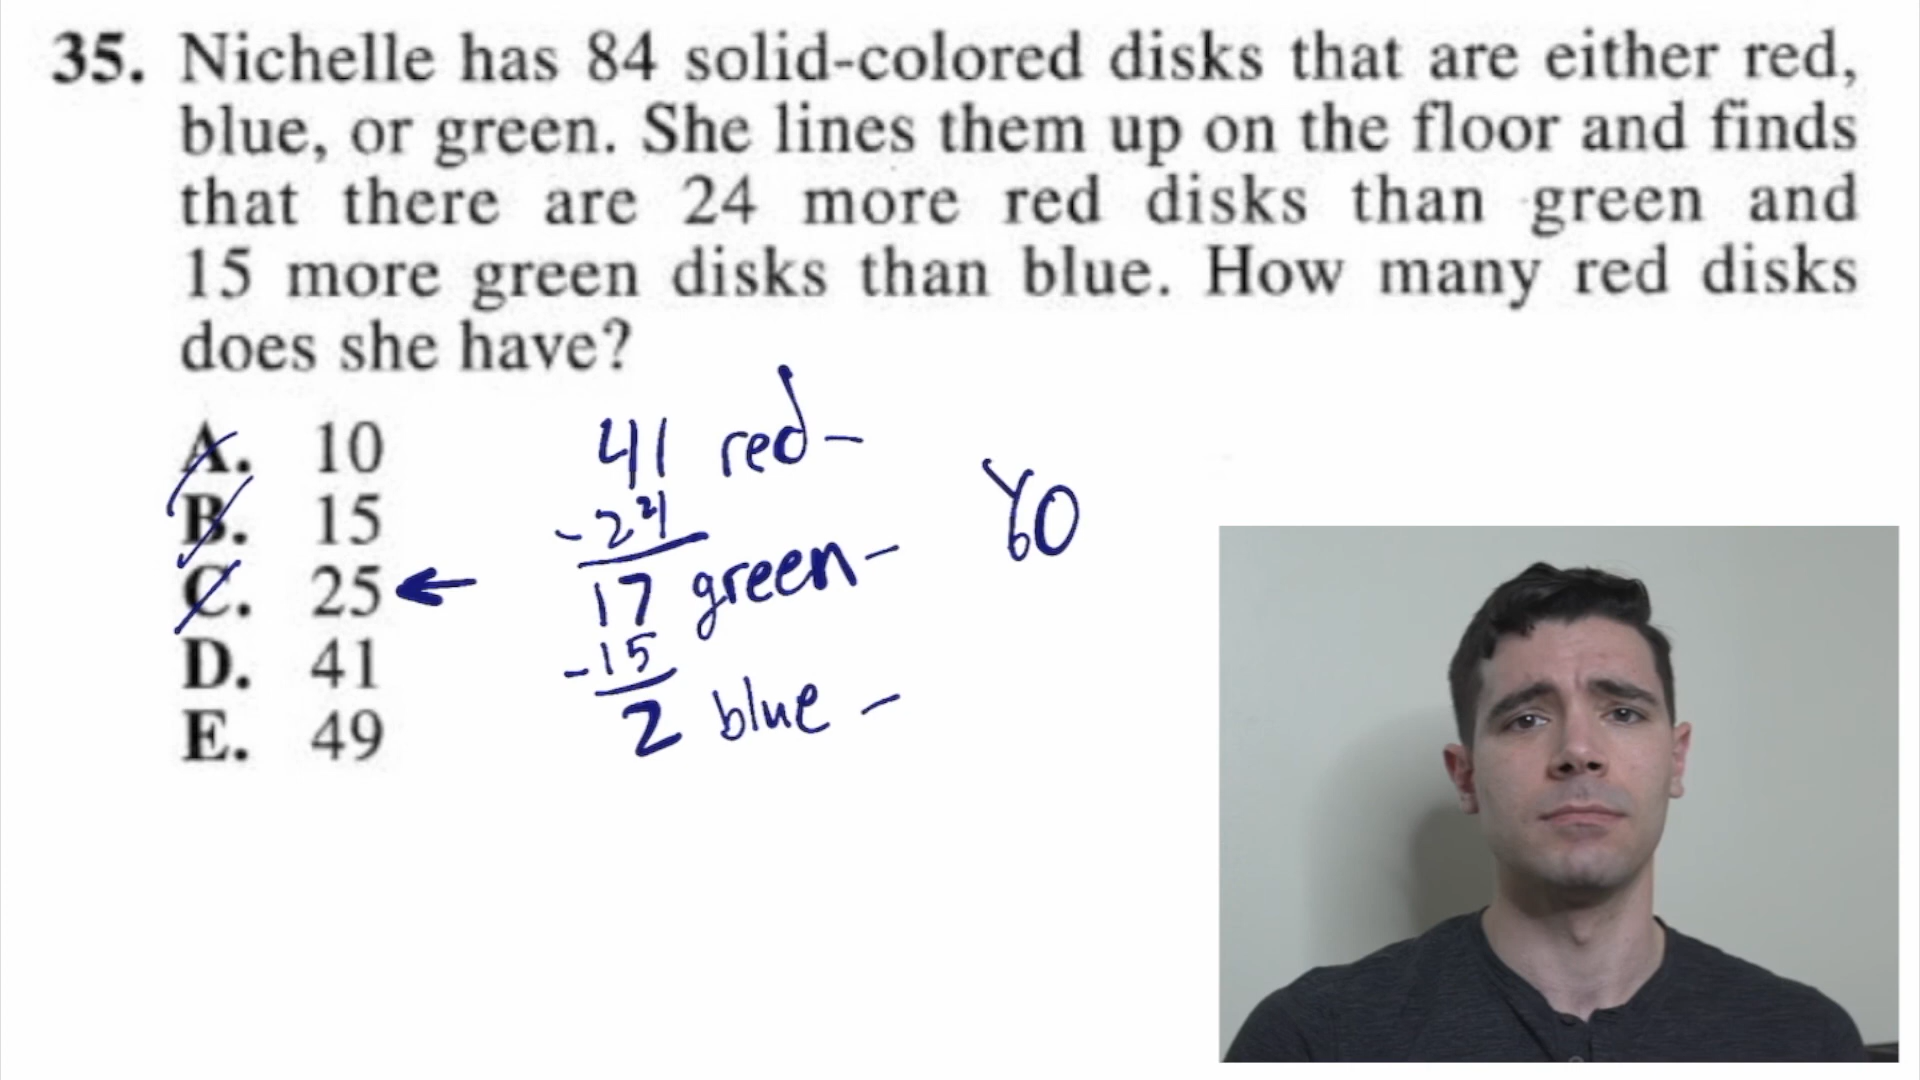 35. Nichelle has 84 solid-colored disks that are either red,
blue, or green. She lines them up on the floor and finds
that there are 24 more red disks than green and
15 more green disks than blue. How many red disks
does she have?
A. 10
B. 15
C. 25
D. 41
E. 49
41 red -
-24
17 green -
-15
2 blue -
60